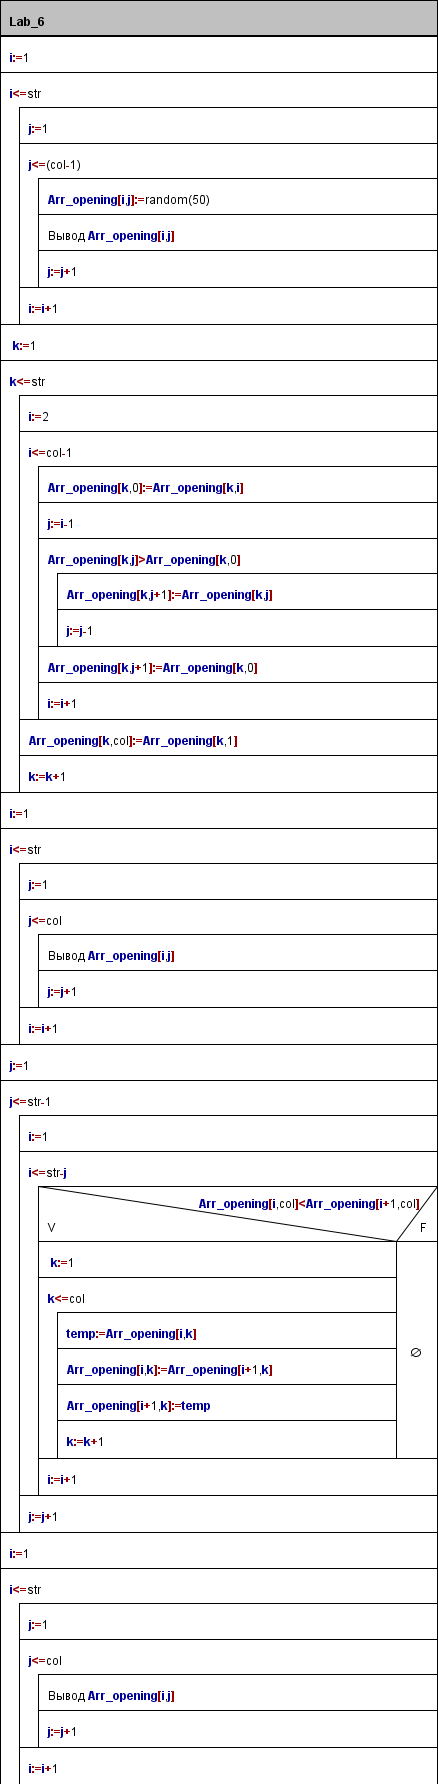 Lab_6
i:=1
i<=str
j:=1
j<=(col-1)
Arr_opening[i,j]:=random(50)
Вывод Arr_opening[i,j]
j:=j+1
i:=i+1
k:=1
k<=str
i:=2
i<=col-1
Arr_opening[k,0]:=Arr_opening[k,i]
j:=i-1
Arr_opening[k,j]>Arr_opening[k,0]
Arr_opening[k,j+1]:=Arr_opening[k,j]
j:=j-1
Arr_opening[k,j+1]:=Arr_opening[k,0]
i:=i+1
Arr_opening[k,col]:=Arr_opening[k,1]
k:=k+1
i:=1
i<=str
j:=1
j<=col
Вывод Arr_opening[i,j]
j:=j+1
i:=i+1
j:=1
j<=str-1
i:=1
i<=str-j
Arr_opening[i,col]<Arr_opening[i+1,col]
V F
k:=1
k<=col
temp:=Arr_opening[i,k]
∅
Arr_opening[i,k]:=Arr_opening[i+1,k]
Arr_opening[i+1,k]:=temp
k:=k+1
i:=i+1
j:=j+1
i:=1
i<=str
j:=1
j<=col
Вывод Arr_opening[i,j]
j:=j+1
i:=i+1